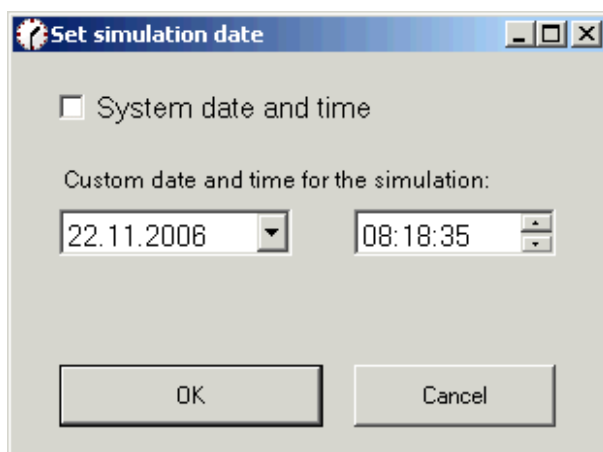 Set simulation date
System date and time
Custom date and time for the simulation:
22.11.2006 08:18:35
OK Cancel